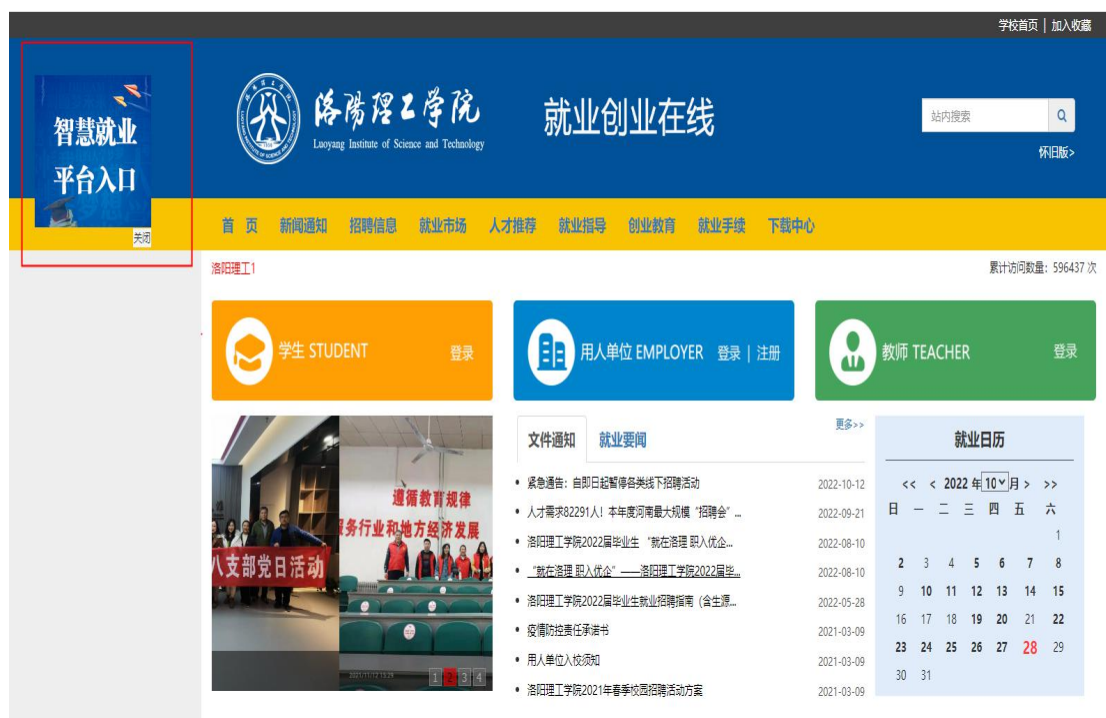 学校首页 | 加入收藏
智慧就业
平台入口
关闭
洛阳理工学院
Luoyang Institute of Science and Technology
就业创业在线
站内搜索
怀旧版>
首 页 新闻通知 招聘信息 就业市场 人才推荐 就业指导 创业教育 就业手续 下载中心
洛阳理工1
累计访问数量：596437 次
学生 STUDENT 登录
用人单位 EMPLOYER 登录 | 注册
教师 TEACHER 登录
遵循教育规律
务行业和地方经济发展
八支部党日活动
2021/11/12 15:29
1 2 3 4
文件通知 就业要闻 更多>>
• 紧急通告：自即日起暂停各类线下招聘活动 2022-10-12
• 人才需求82291人！本年度河南最大规模“招聘会”... 2022-09-21
• 洛阳理工学院2022届毕业生 “就在洛理 职入优企... 2022-08-10
• “就在洛理 职入优企”——洛阳理工学院2022届毕... 2022-08-10
• 洛阳理工学院2022届毕业生就业招聘指南（含生源... 2022-05-28
• 疫情防控责任承诺书 2021-03-09
• 用人单位入校须知 2021-03-09
• 洛阳理工学院2021年春季校园招聘活动方案 2021-03-09
就业日历
<< < 2022 年 10 月 > >>
日 一 二 三 四 五 六
1
2 3 4 5 6 7 8
9 10 11 12 13 14 15
16 17 18 19 20 21 22
23 24 25 26 27 28 29
30 31